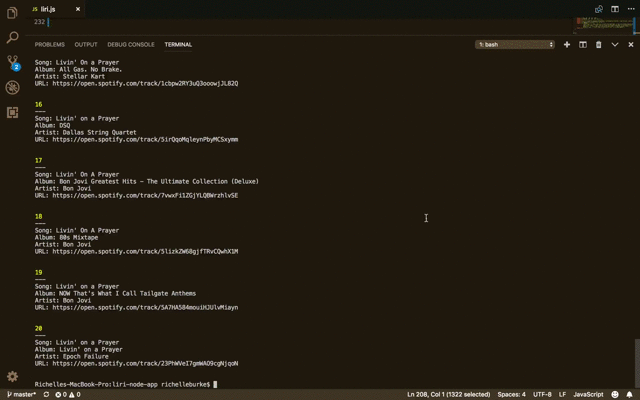 JS liri.js ×
232
PROBLEMS OUTPUT DEBUG CONSOLE TERMINAL 1: bash
Song: Livin' On a Prayer
Album: All Gas. No Brake.
Artist: Stellar Kart
URL: https://open.spotify.com/track/1cbpw2RY3uQ3ooowjJL82Q
16
---
Song: Livin' On a Prayer
Album: DSQ
Artist: Dallas String Quartet
URL: https://open.spotify.com/track/5irQqoMqleynPbyMCSxymm
17
---
Song: Livin' On A Prayer
Album: Bon Jovi Greatest Hits - The Ultimate Collection (Deluxe)
Artist: Bon Jovi
URL: https://open.spotify.com/track/7vwxPi1ZGjYLQBWrzhlvSE
18
---
Song: Livin' On A Prayer
Album: 80s Mixtape
Artist: Bon Jovi
URL: https://open.spotify.com/track/5lizkZW68gjfTRvCQwhX1M
19
---
Song: Livin' On a Prayer
Album: NOW That's What I Call Tailgate Anthems
Artist: Bon Jovi
URL: https://open.spotify.com/track/5A7HA584mouiHJUlvMiayn
20
---
Song: Livin' on a Prayer
Album: Livin' on a Prayer
Artist: Epoch Failure
URL: https://open.spotify.com/track/23PhWVeI7gmWAO9cgNjqoN
Richelles-MacBook-Pro:liri-node-app richelleburke$
2
master* 0 0 Ln 208, Col 1 (1322 selected) Spaces: 4 UTF-8 LF JavaScript